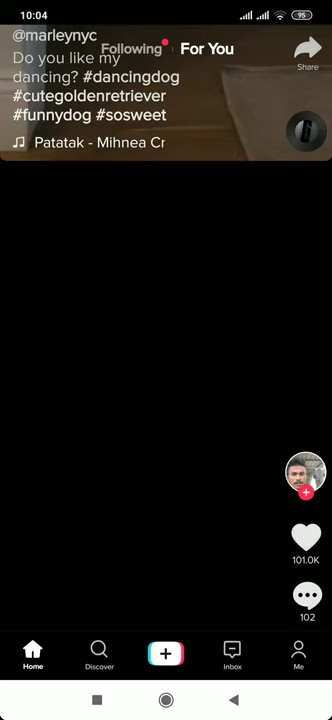 10:04
95
@marleynyc
Following
For You
Do you like my
dancing? #dancingdog
#cutegoldenretriever
#funnydog #sosweet
Share
Patatak - Mihnea Cr
101.0K
102
Home
Discover
Inbox
Me